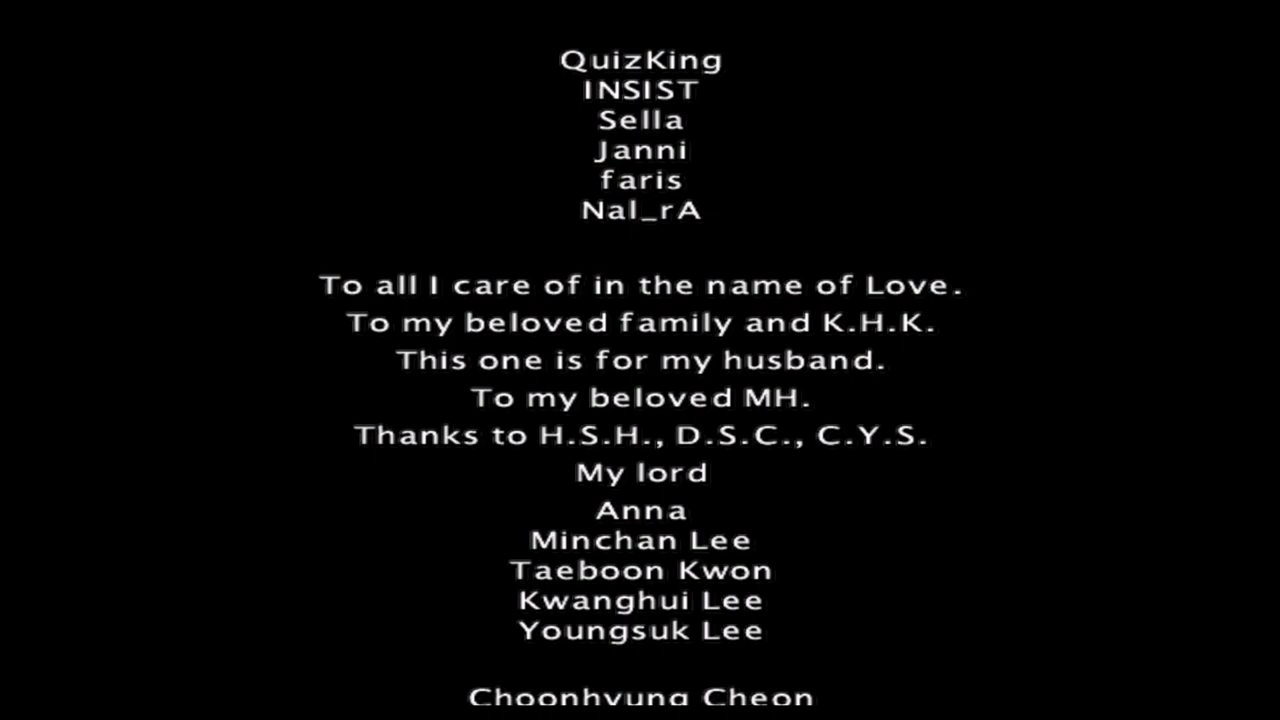 QuizKing
INSIST
Sella
Janni
faris
Nal_rA
To all I care of in the name of Love.
To my beloved family and K.H.K.
This one is for my husband.
To my beloved MH.
Thanks to H.S.H., D.S.C., C.Y.S.
My lord
Anna
Minchan Lee
Taeboon Kwon
Kwanghui Lee
Youngsuk Lee
Choonhyung Cheon